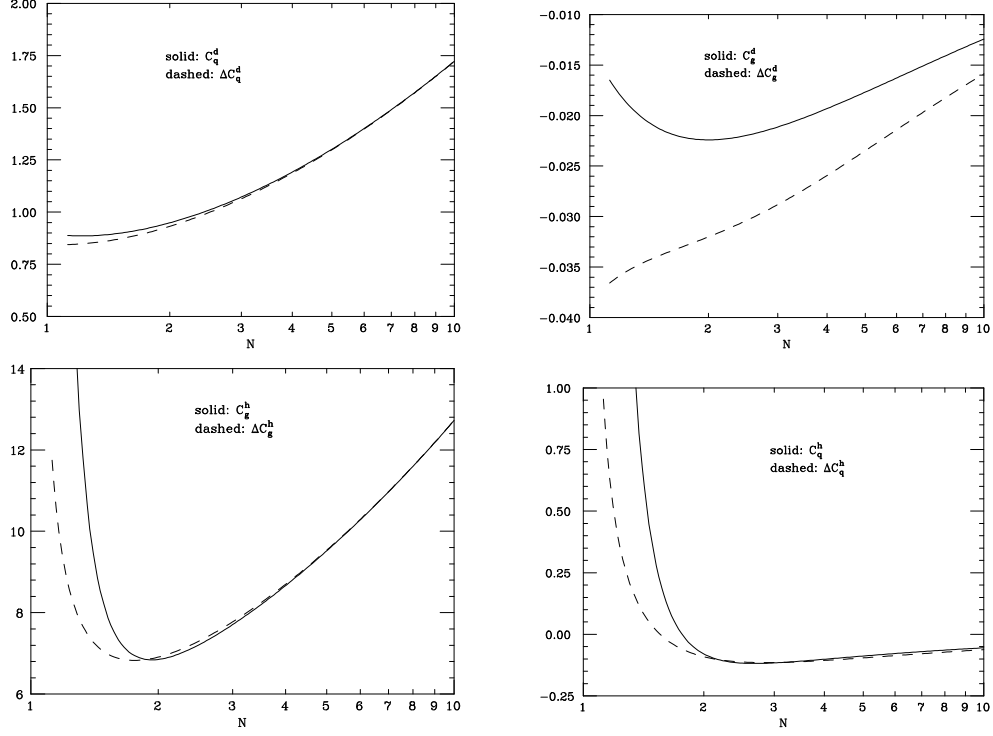 2.00
1.75
1.50
1.25
1.00
0.75
0.50
solid: C_q^d
dashed: ΔC_q^d
1 2 3 4 5 6 7 8 9 10
N
−0.010
−0.015
−0.020
−0.025
−0.030
−0.035
−0.040
solid: C_g^d
dashed: ΔC_g^d
1 2 3 4 5 6 7 8 9 10
N
14
12
10
8
6
solid: C_g^h
dashed: ΔC_g^h
1 2 3 4 5 6 7 8 9 10
N
1.00
0.75
0.50
0.25
0.00
−0.25
solid: C_q^h
dashed: ΔC_q^h
1 2 3 4 5 6 7 8 9 10
N